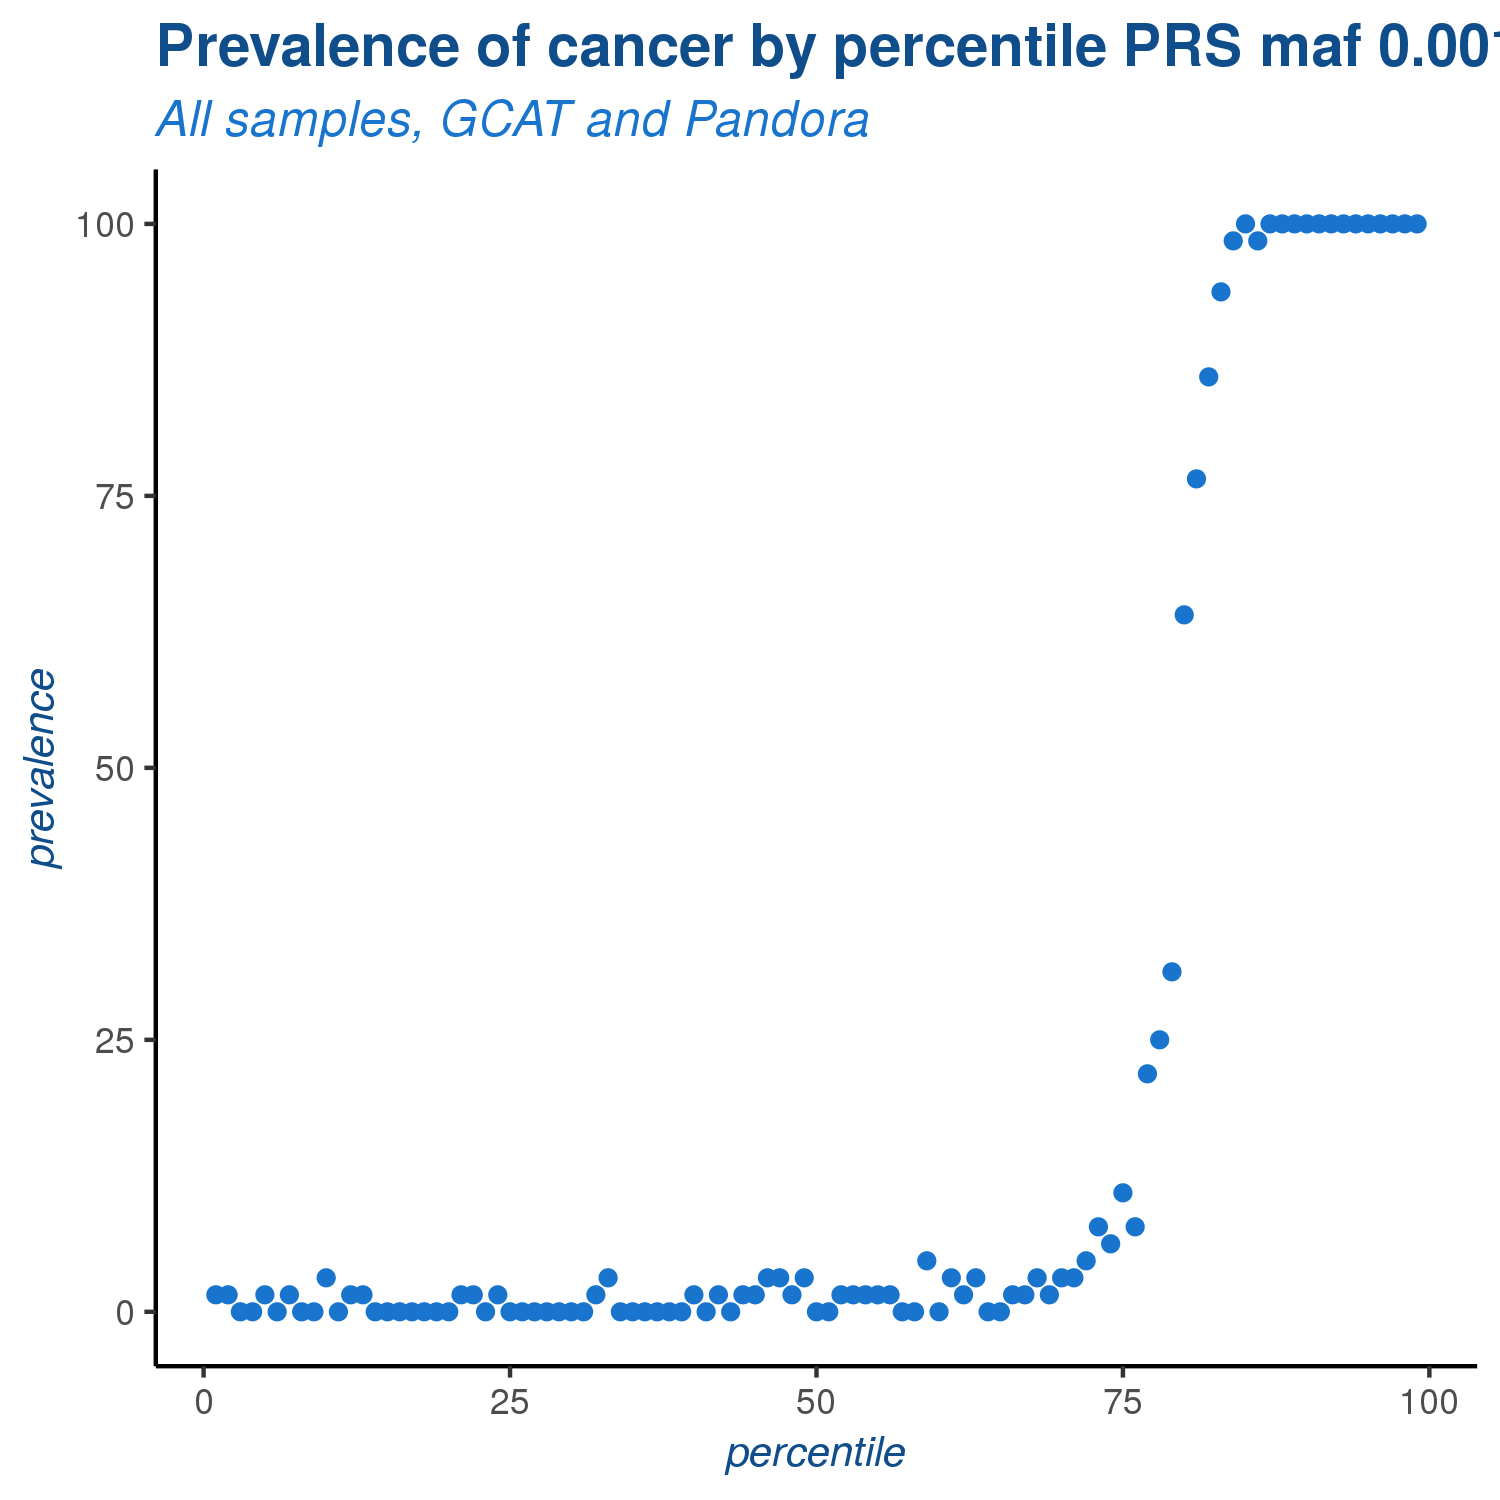 Prevalence of cancer by percentile PRS maf 0.001
All samples, GCAT and Pandora
100
75
50
25
0
prevalence
0 25 50 75 100
percentile